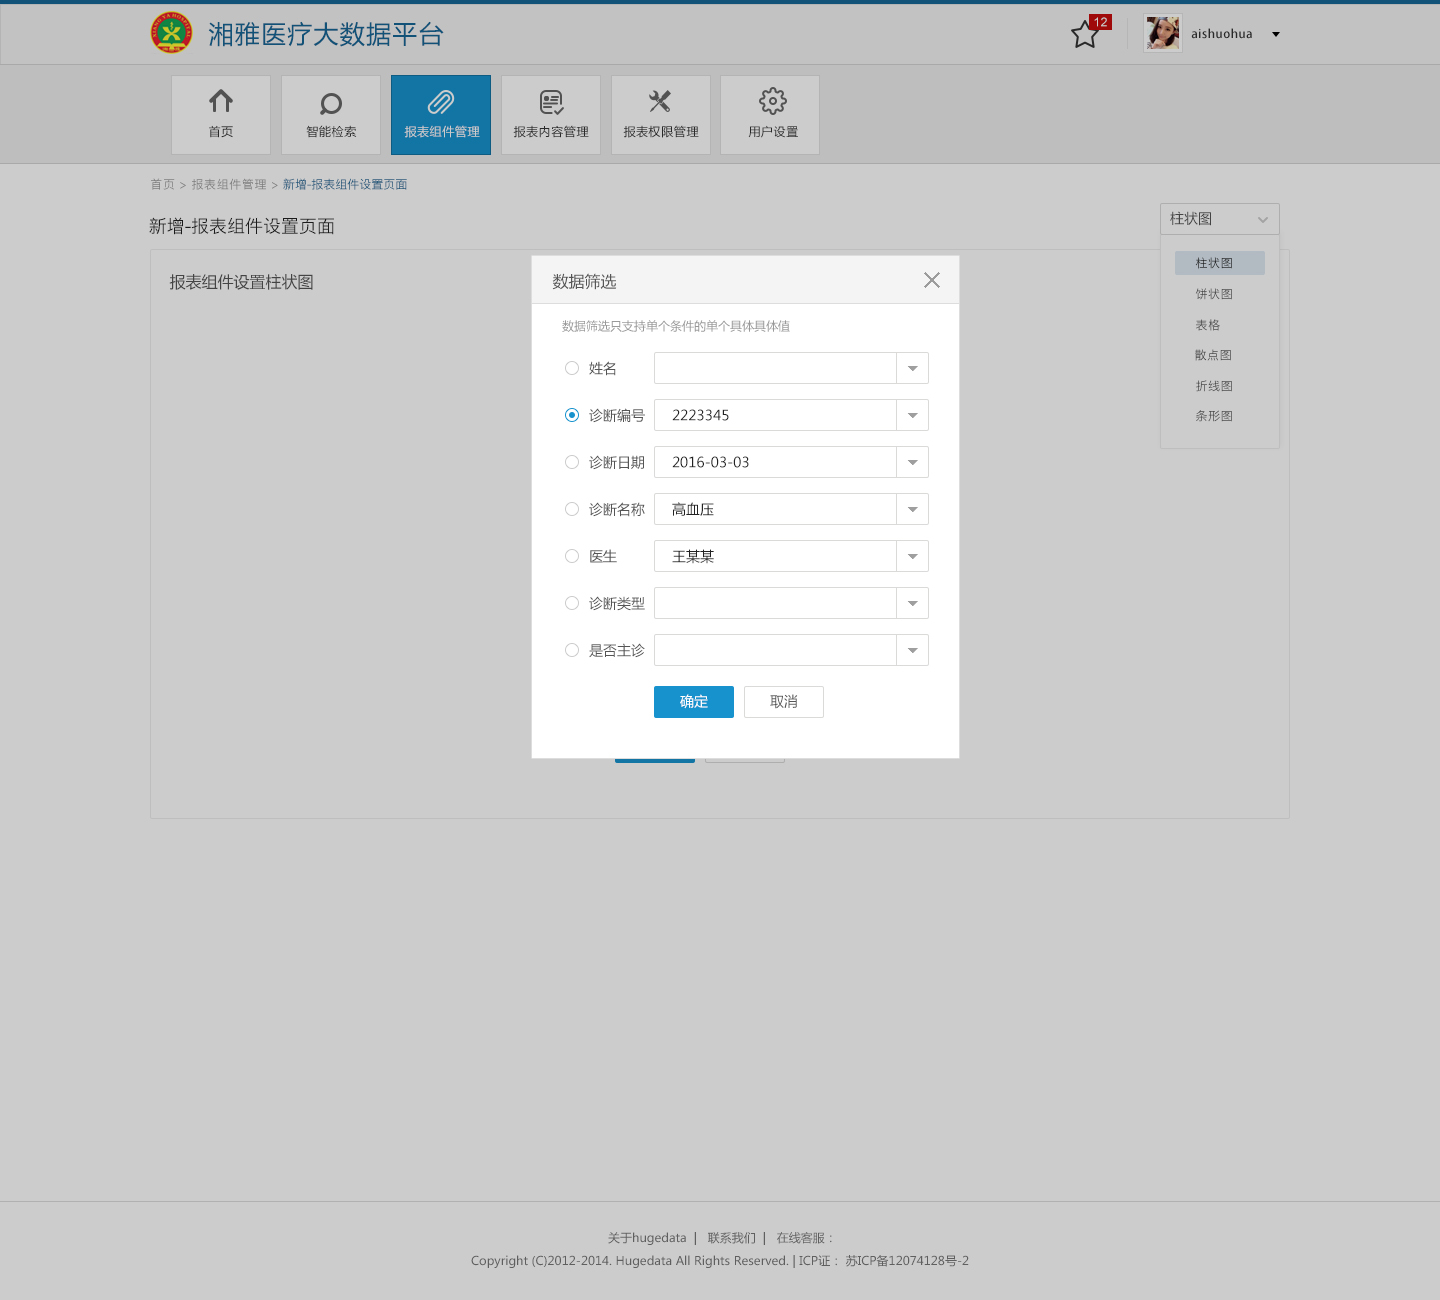 湘雅医疗大数据平台
12
aishuohua
首页
智能检索
报表组件管理
报表内容管理
报表权限管理
用户设置
首页 > 报表组件管理 > 新增-报表组件设置页面
新增-报表组件设置页面
柱状图
报表组件设置柱状图
柱状图
饼状图
表格
散点图
折线图
条形图
数据筛选
数据筛选只支持单个条件的单个具体具体值
姓名
诊断编号 2223345
诊断日期 2016-03-03
诊断名称 高血压
医生 王某某
诊断类型
是否主诊
确定 取消
关于hugedata | 联系我们 | 在线客服：
Copyright (C)2012-2014. Hugedata All Rights Reserved. | ICP证： 苏ICP备12074128号-2